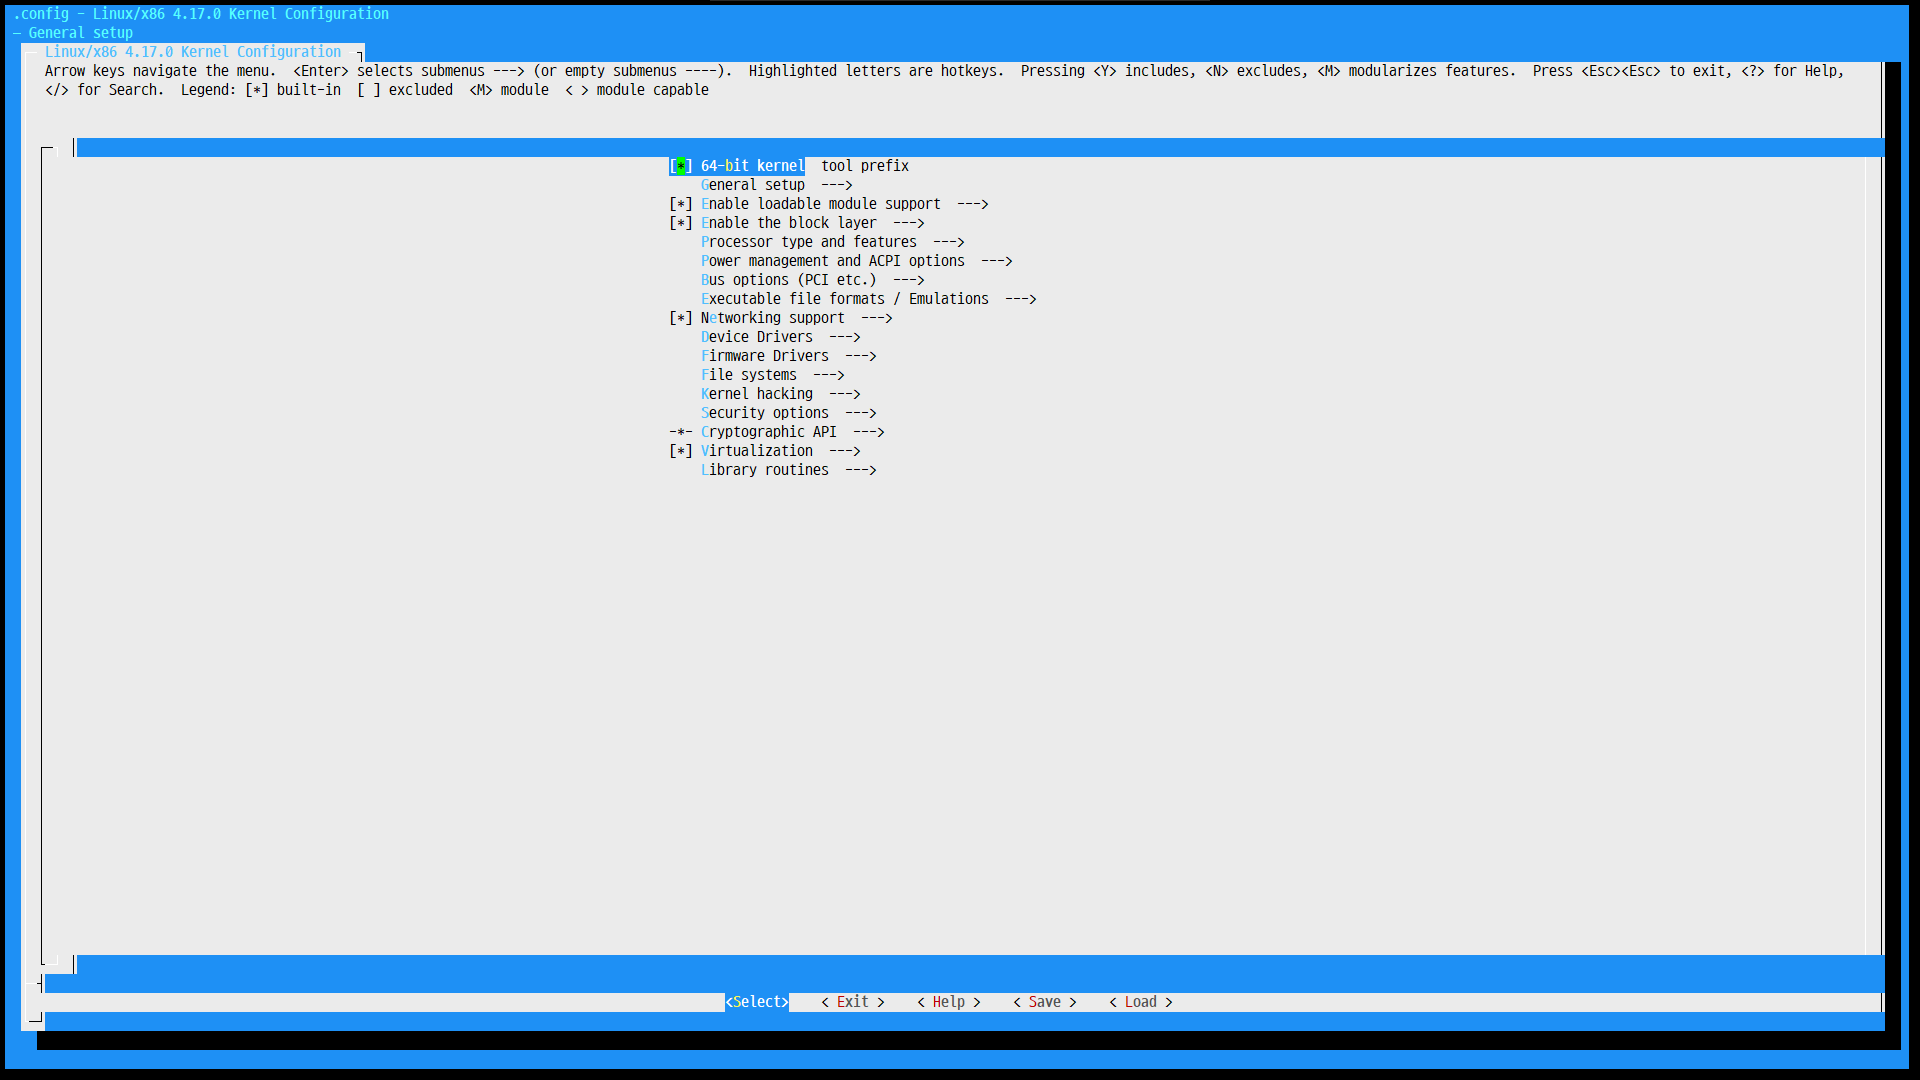 .config - Linux/x86 4.17.0 Kernel Configuration
─ General setup
Linux/x86 4.17.0 Kernel Configuration
Arrow keys navigate the menu.  <Enter> selects submenus ---> (or empty submenus ----).  Highlighted letters are hotkeys.  Pressing <Y> includes, <N> excludes, <M> modularizes features.  Press <Esc><Esc> to exit, <?> for Help,
</> for Search.  Legend: [*] built-in  [ ] excluded  <M> module  < > module capable
[*] 64-bit kernel  tool prefix
General setup  --->
[*] Enable loadable module support  --->
[*] Enable the block layer  --->
Processor type and features  --->
Power management and ACPI options  --->
Bus options (PCI etc.)  --->
Executable file formats / Emulations  --->
[*] Networking support  --->
Device Drivers  --->
Firmware Drivers  --->
File systems  --->
Kernel hacking  --->
Security options  --->
-*- Cryptographic API  --->
[*] Virtualization  --->
Library routines  --->
<Select>    < Exit >    < Help >    < Save >    < Load >